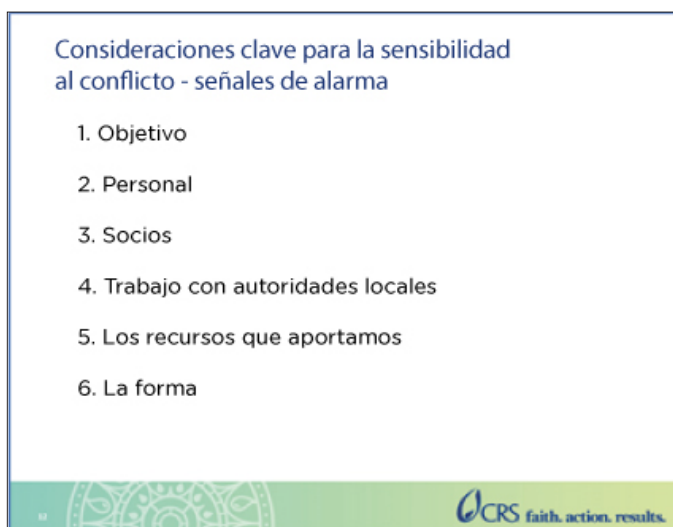 Consideraciones clave para la sensibilidad
al conflicto - señales de alarma
1. Objetivo
2. Personal
3. Socios
4. Trabajo con autoridades locales
5. Los recursos que aportamos
6. La forma
CRS faith. action. results.